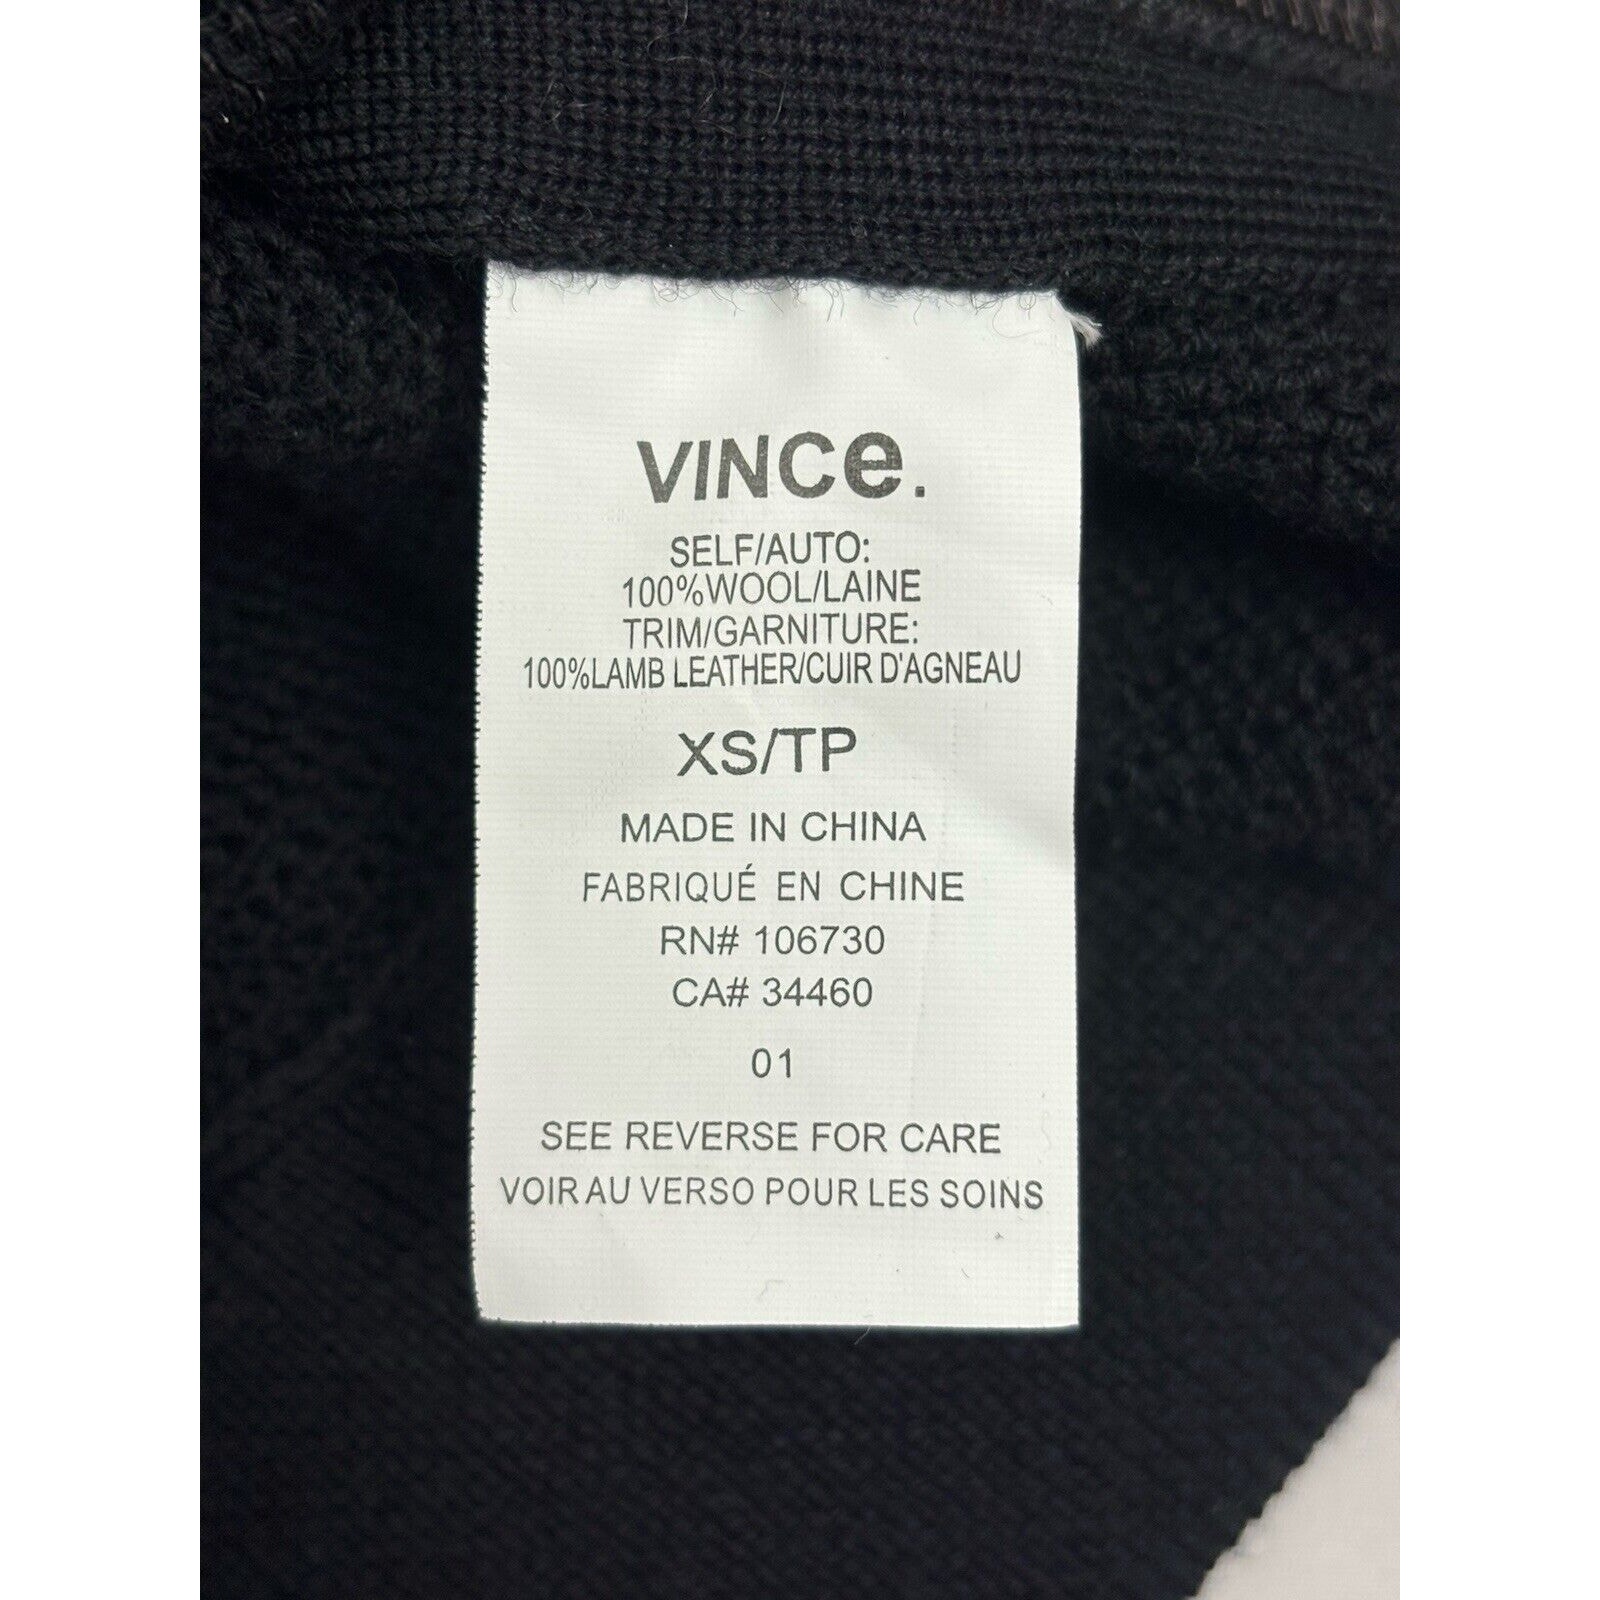 VINCe.
SELF/AUTO:
100%WOOL/LAINE
TRIM/GARNITURE:
100%LAMB LEATHER/CUIR D'AGNEAU
XS/TP
MADE IN CHINA
FABRIQUÉ EN CHINE
RN# 106730
CA# 34460
01
SEE REVERSE FOR CARE
VOIR AU VERSO POUR LES SOINS